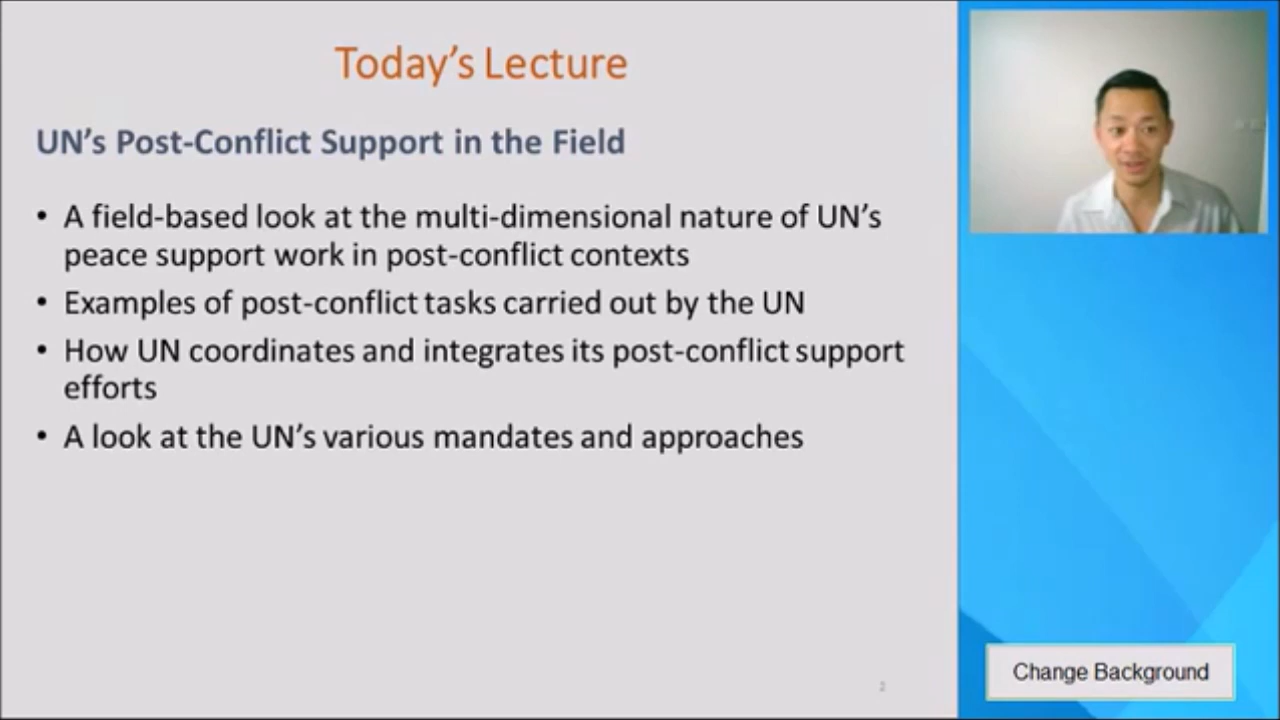 Today's Lecture
UN's Post-Conflict Support in the Field
• A field-based look at the multi-dimensional nature of UN's
peace support work in post-conflict contexts
• Examples of post-conflict tasks carried out by the UN
• How UN coordinates and integrates its post-conflict support
efforts
• A look at the UN's various mandates and approaches
2
Change Background